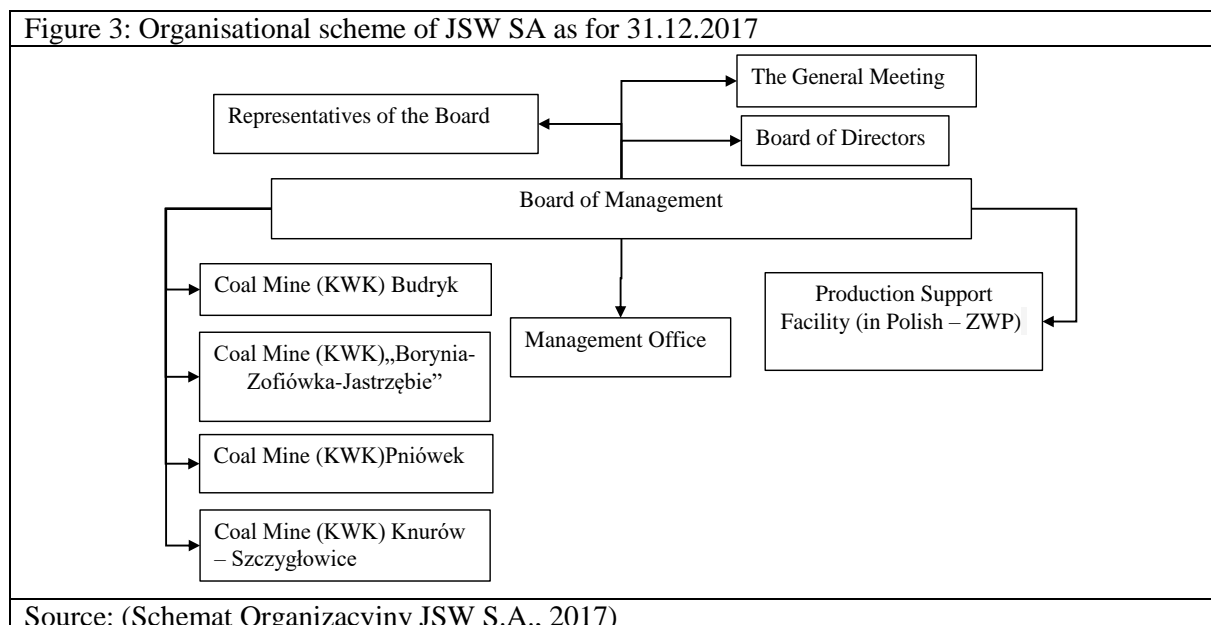 Figure 3: Organisational scheme of JSW SA as for 31.12.2017
The General Meeting
Representatives of the Board
Board of Directors
Board of Management
Coal Mine (KWK) Budryk
Production Support
Facility (in Polish – ZWP)
Management Office
Coal Mine (KWK)„Borynia-
Zofiówka-Jastrzębie”
Coal Mine (KWK)Pniówek
Coal Mine (KWK) Knurów
– Szczygłowice
Source: (Schemat Organizacyjny JSW S.A., 2017)